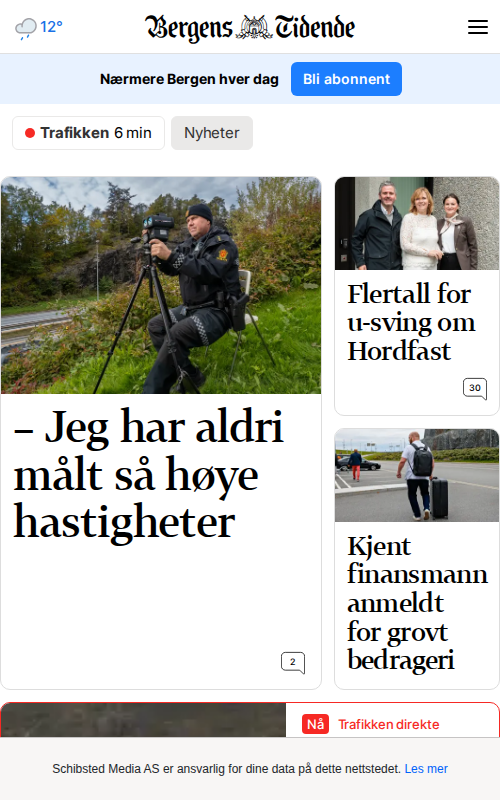 12°
Bergens Tidende
Nærmere Bergen hver dag
Bli abonnent
Trafikken 6 min
Nyheter
– Jeg har aldri
målt så høye
hastigheter
2
Flertall for
u-sving om
Hordfast
30
Kjent
finansmann
anmeldt
for grovt
bedrageri
Nå Trafikken direkte
Schibsted Media AS er ansvarlig for dine data på dette nettstedet. Les mer